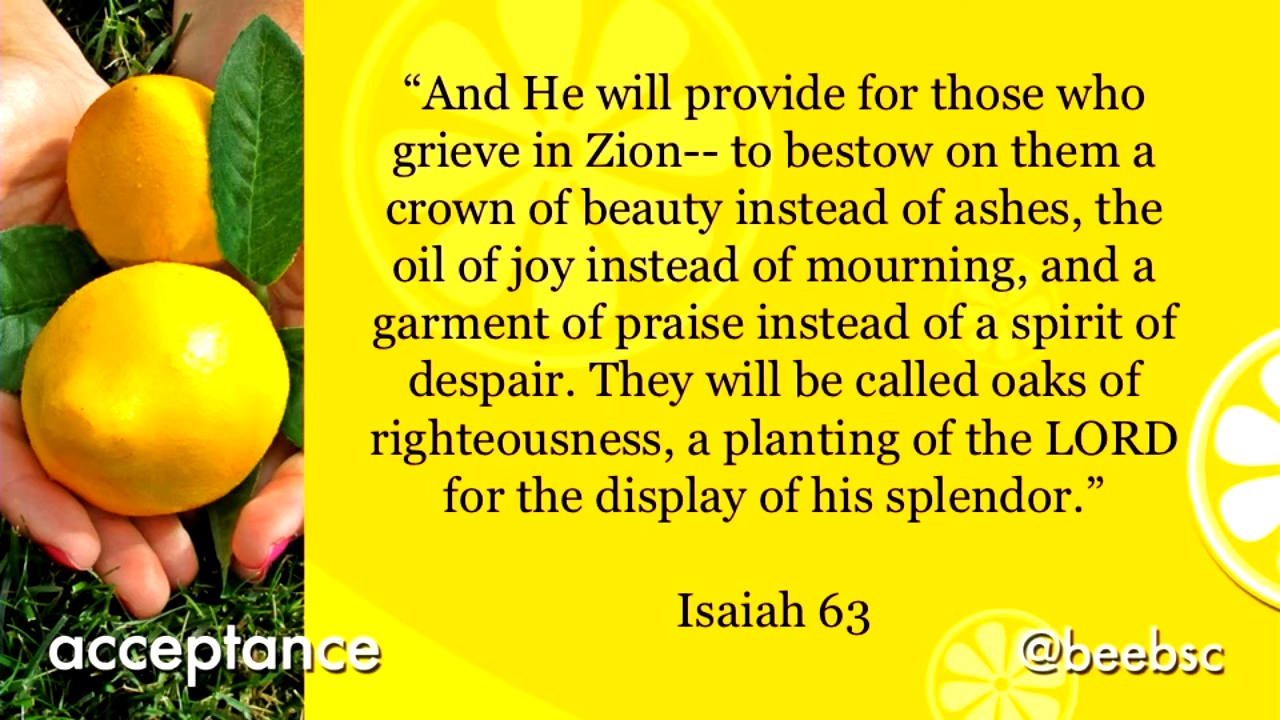 “And He will provide for those who
grieve in Zion-- to bestow on them a
crown of beauty instead of ashes, the
oil of joy instead of mourning, and a
garment of praise instead of a spirit of
despair. They will be called oaks of
righteousness, a planting of the LORD
for the display of his splendor.”
Isaiah 63
acceptance
@beebsc